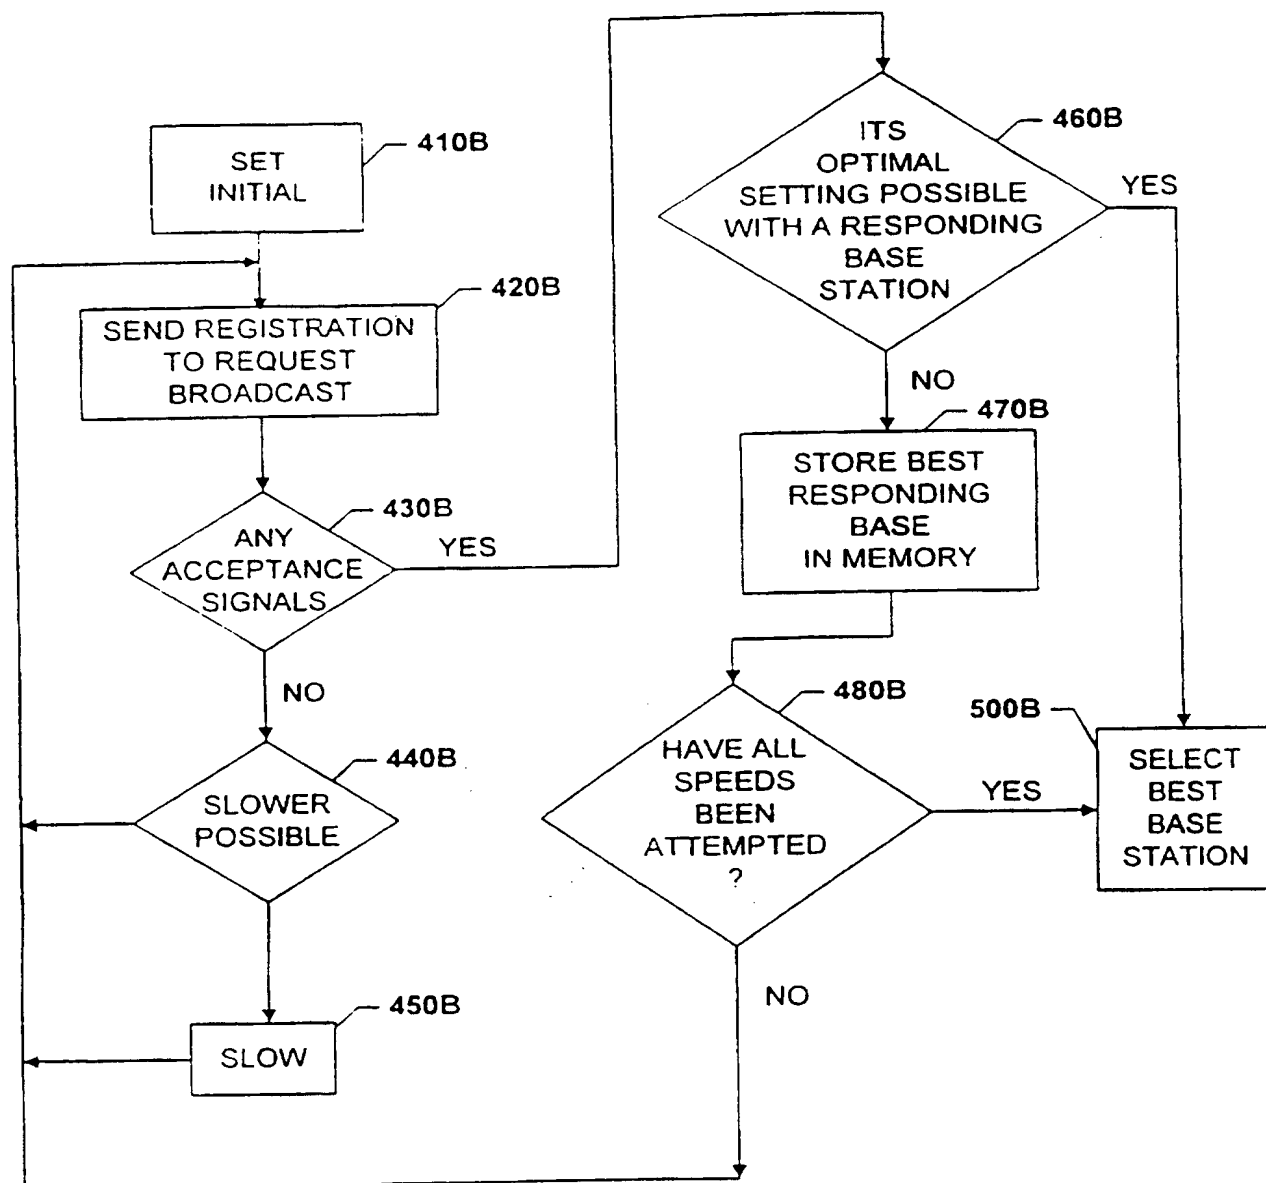 SET
INITIAL
410B
420B
SEND REGISTRATION
TO REQUEST
BROADCAST
430B
ANY
ACCEPTANCE
SIGNALS
YES
NO
440B
SLOWER
POSSIBLE
450B
SLOW
460B
ITS
OPTIMAL
SETTING POSSIBLE
WITH A RESPONDING
BASE
STATION
YES
NO
470B
STORE BEST
RESPONDING
BASE
IN MEMORY
480B
HAVE ALL
SPEEDS
BEEN
ATTEMPTED
?
YES
NO
500B
SELECT
BEST
BASE
STATION